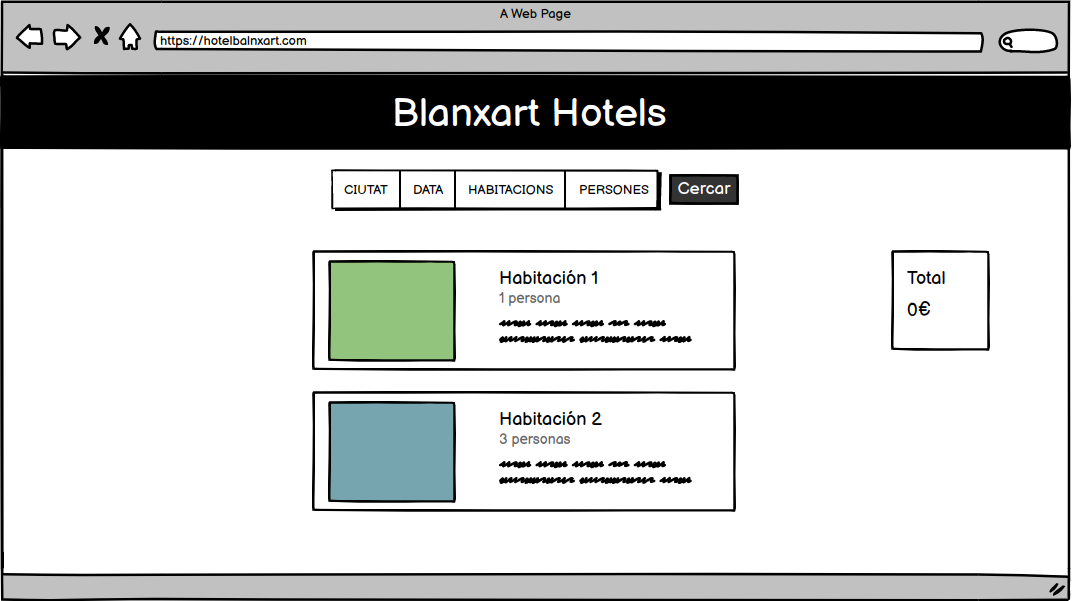 A Web Page
https://hotelbalnxart.com
Blanxart Hotels
CIUTAT DATA HABITACIONS PERSONES Cercar
Habitación 1
1 persona
Total
0€
Habitación 2
3 personas